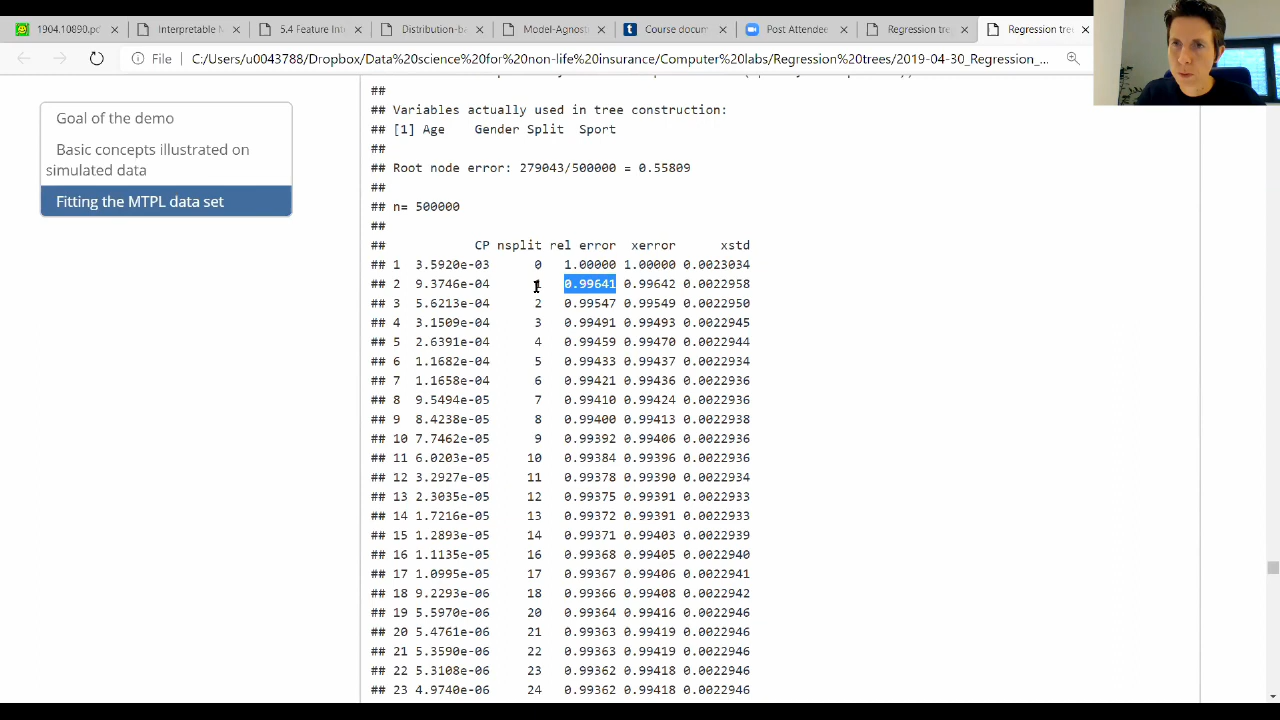 1904.10890.pd
Interpretable M
5.4 Feature Inte
Distribution-ba
Model-Agnost
Course docum
Post Attendee
Regression tree
Regression tree
File
C:/Users/u0043788/Dropbox/Data%20science%20for%20n-life%20insurance/Computer%20labs/Regression%20trees/2019-04-30_Regression_...
Goal of the demo
Basic concepts illustrated on
simulated data
Fitting the MTPL data set
##
## Variables actually used in tree construction:
## [1] Age    Gender Split  Sport
##
## Root node error: 279043/500000 = 0.55809
##
## n= 500000
##
##            CP nsplit rel error  xerror      xstd
## 1  3.5920e-03      0   1.00000 1.00000 0.0023034
## 2  9.3746e-04      1   0.99641 0.99642 0.0022958
## 3  5.6213e-04      2   0.99547 0.99549 0.0022950
## 4  3.1509e-04      3   0.99491 0.99493 0.0022945
## 5  2.6391e-04      4   0.99459 0.99470 0.0022944
## 6  1.1682e-04      5   0.99433 0.99437 0.0022934
## 7  1.1658e-04      6   0.99421 0.99436 0.0022936
## 8  9.5494e-05      7   0.99410 0.99424 0.0022936
## 9  8.4238e-05      8   0.99400 0.99413 0.0022938
## 10 7.7462e-05      9   0.99392 0.99406 0.0022936
## 11 6.0203e-05     10   0.99384 0.99396 0.0022936
## 12 3.2927e-05     11   0.99378 0.99390 0.0022934
## 13 2.3035e-05     12   0.99375 0.99391 0.0022933
## 14 1.7216e-05     13   0.99372 0.99391 0.0022933
## 15 1.2893e-05     14   0.99371 0.99403 0.0022939
## 16 1.1135e-05     16   0.99368 0.99405 0.0022940
## 17 1.0995e-05     17   0.99367 0.99406 0.0022941
## 18 9.2293e-06     18   0.99366 0.99408 0.0022942
## 19 5.5970e-06     20   0.99364 0.99416 0.0022946
## 20 5.4761e-06     21   0.99363 0.99419 0.0022946
## 21 5.3590e-06     22   0.99363 0.99419 0.0022946
## 22 5.3108e-06     23   0.99362 0.99418 0.0022946
## 23 4.9740e-06     24   0.99362 0.99418 0.0022946